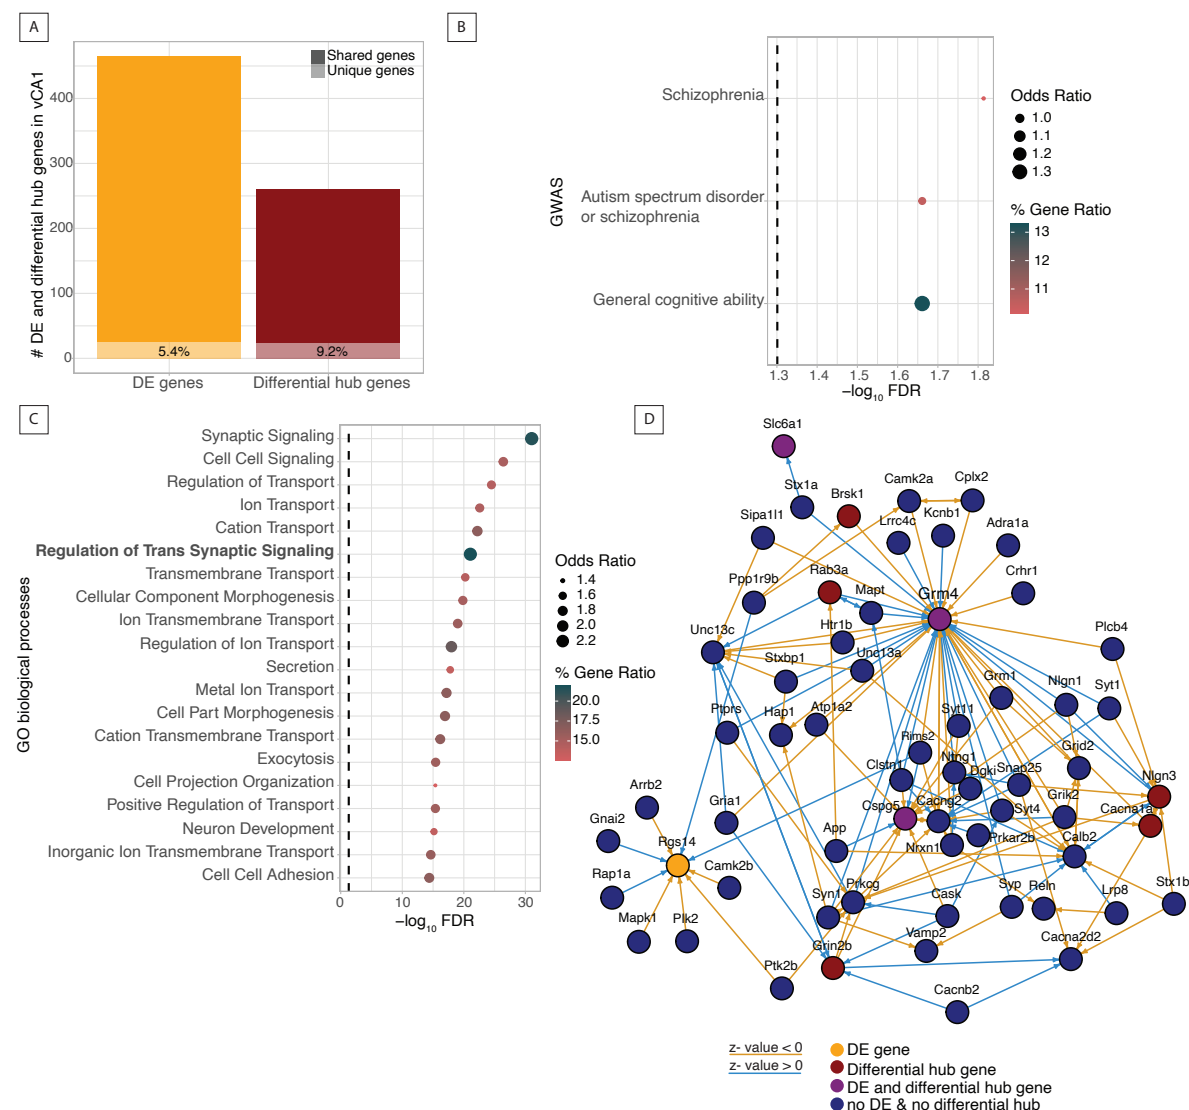 A
# DE and differential hub genes in vCA1
400
300
200
100
0
Shared genes
Unique genes
5.4%
9.2%
DE genes
Differential hub genes
B
GWAS
Schizophrenia
Autism spectrum disorder
or schizophrenia
General cognitive ability
1.3 1.4 1.5 1.6 1.7 1.8
−log10 FDR
Odds Ratio
1.0
1.1
1.2
1.3
% Gene Ratio
13
12
11
C
GO biological processes
Synaptic Signaling
Cell Cell Signaling
Regulation of Transport
Ion Transport
Cation Transport
Regulation of Trans Synaptic Signaling
Transmembrane Transport
Cellular Component Morphogenesis
Ion Transmembrane Transport
Regulation of Ion Transport
Secretion
Metal Ion Transport
Cell Part Morphogenesis
Cation Transmembrane Transport
Exocytosis
Cell Projection Organization
Positive Regulation of Transport
Neuron Development
Inorganic Ion Transmembrane Transport
Cell Cell Adhesion
0 10 20 30
−log10 FDR
Odds Ratio
1.4
1.6
1.8
2.0
2.2
% Gene Ratio
20.0
17.5
15.0
D
Slc6a1
Stx1a
Brsk1
Camk2a
Cplx2
Sipa1l1
Lrrc4c
Kcnb1
Adra1a
Ppp1r9b
Rab3a
Mapt
Grm4
Crhr1
Unc13c
Htr1b
Plcb4
Stxbp1
Unc13a
Grm1
Nlgn1
Syt1
Ptprs
Hap1
Atp1a2
Syt11
Rims2
Clstn1
Ntng1
Grid2
Dgki
Snap25
Nlgn3
Arrb2
Gria1
Cspg5
Cacng2
Syt4
Grik2
Cacna1a
Gnai2
Rgs14
App
Nrxn1
Prkar2b
Calb2
Rap1a
Camk2b
Syn1
Prkcg
Cask
Syp
Reln
Lrp8
Stx1b
Mapk1
Plk2
Vamp2
Cacna2d2
Grin2b
Ptk2b
Cacnb2
z- value < 0
z- value > 0
DE gene
Differential hub gene
DE and differential hub gene
no DE & no differential hub